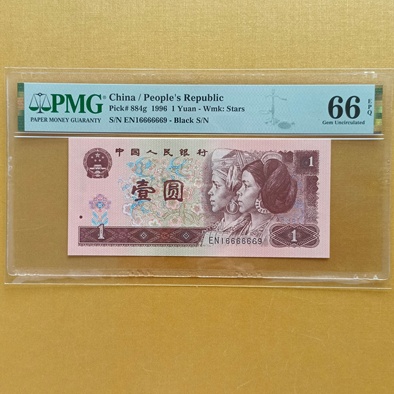 PMG
PAPER MONEY GUARANTY
China / People's Republic
Pick# 884g 1996 1 Yuan - Wmk: Stars
S/N EN16666669 - Black S/N
66 EPQ
Gem Uncirculated
中国人民银行
1
壹圆
1
EN16666669
1